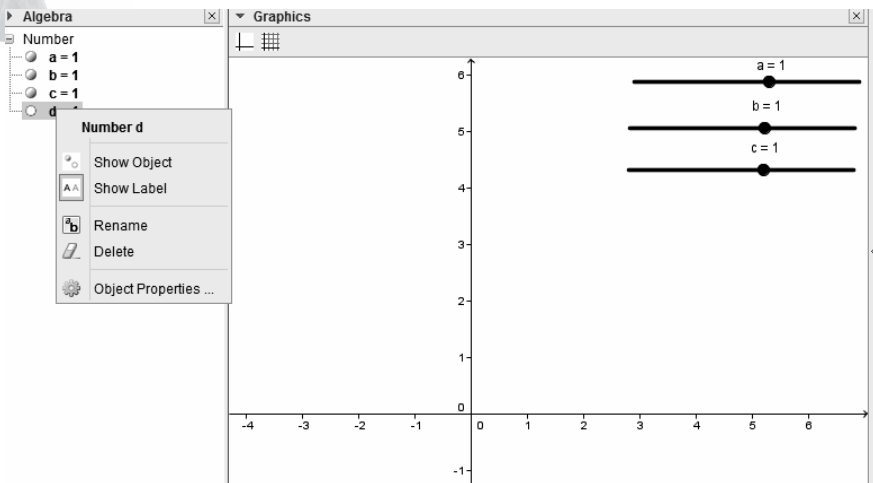 Algebra
Number
a = 1
b = 1
c = 1
d
Number d
Show Object
Show Label
Rename
Delete
Object Properties ...
Graphics
a = 1
b = 1
c = 1
6
5
4
3
2
1
0
-1
-4 -3 -2 -1 0 1 2 3 4 5 6